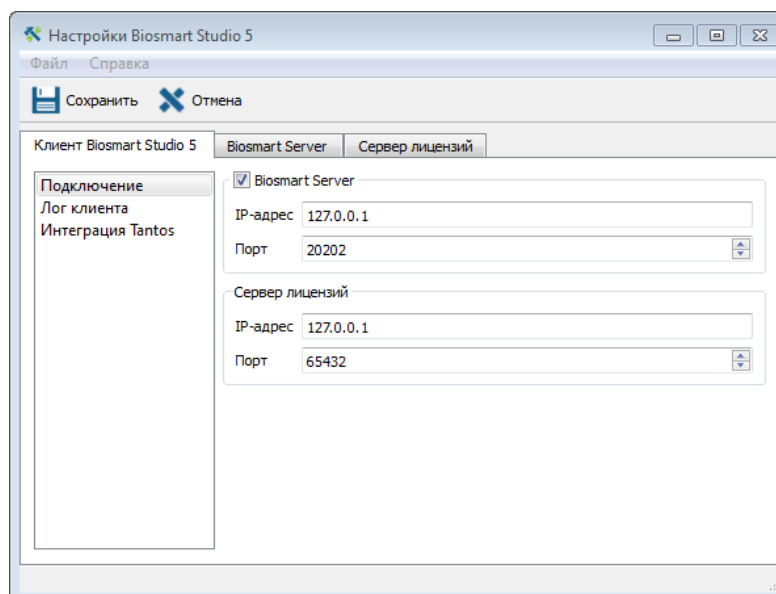 Настройки Biosmart Studio 5
Файл Справка
Сохранить Отмена
Клиент Biosmart Studio 5 Biosmart Server Сервер лицензий
Подключение
Лог клиента
Интеграция Tantos
Biosmart Server
IP-адрес 127.0.0.1
Порт 20202
Сервер лицензий
IP-адрес 127.0.0.1
Порт 65432